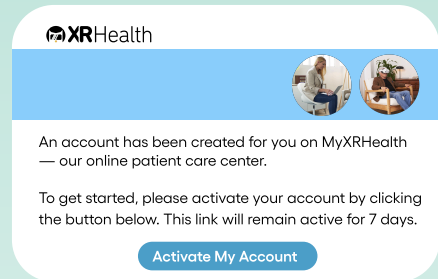 XRHealth
An account has been created for you on MyXRHealth
— our online patient care center.
To get started, please activate your account by clicking
the button below. This link will remain active for 7 days.
Activate My Account